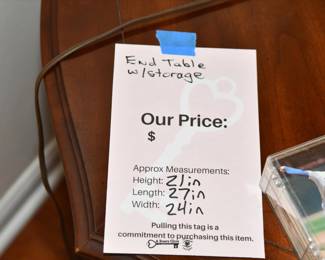 End Table
w/storage
Our Price:
$
Approx Measurements:
Height: 21in
Length: 27in
Width: 24in
Pulling this tag is a
commitment to purchasing this item.